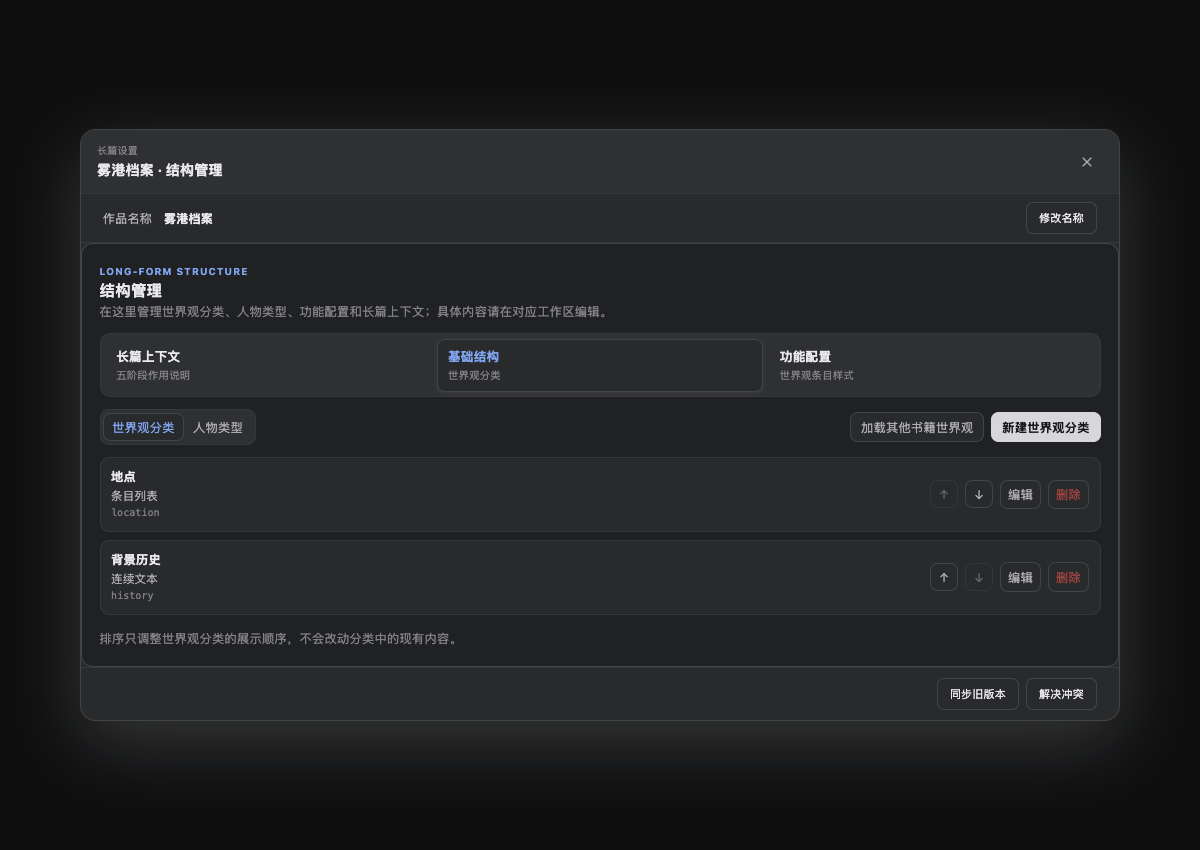 长篇设置
雾港档案 · 结构管理
作品名称 雾港档案
修改名称
LONG-FORM STRUCTURE
结构管理
在这里管理世界观分类、人物类型、功能配置和长篇上下文；具体内容请在对应工作区编辑。
长篇上下文
五阶段作用说明
基础结构
世界观分类
功能配置
世界观条目样式
世界观分类 人物类型
加载其他书籍世界观 新建世界观分类
地点
条目列表
location
↑ ↓ 编辑 删除
背景历史
连续文本
history
↑ ↓ 编辑 删除
排序只调整世界观分类的展示顺序，不会改动分类中的现有内容。
同步旧版本 解决冲突